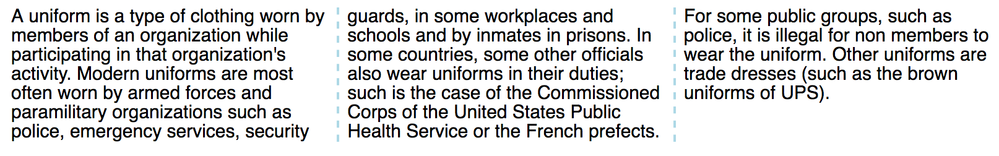 A uniform is a type of clothing worn by
members of an organization while
participating in that organization's
activity. Modern uniforms are most
often worn by armed forces and
paramilitary organizations such as
police, emergency services, security
guards, in some workplaces and
schools and by inmates in prisons. In
some countries, some other officials
also wear uniforms in their duties;
such is the case of the Commissioned
Corps of the United States Public
Health Service or the French prefects.
For some public groups, such as
police, it is illegal for non members to
wear the uniform. Other uniforms are
trade dresses (such as the brown
uniforms of UPS).